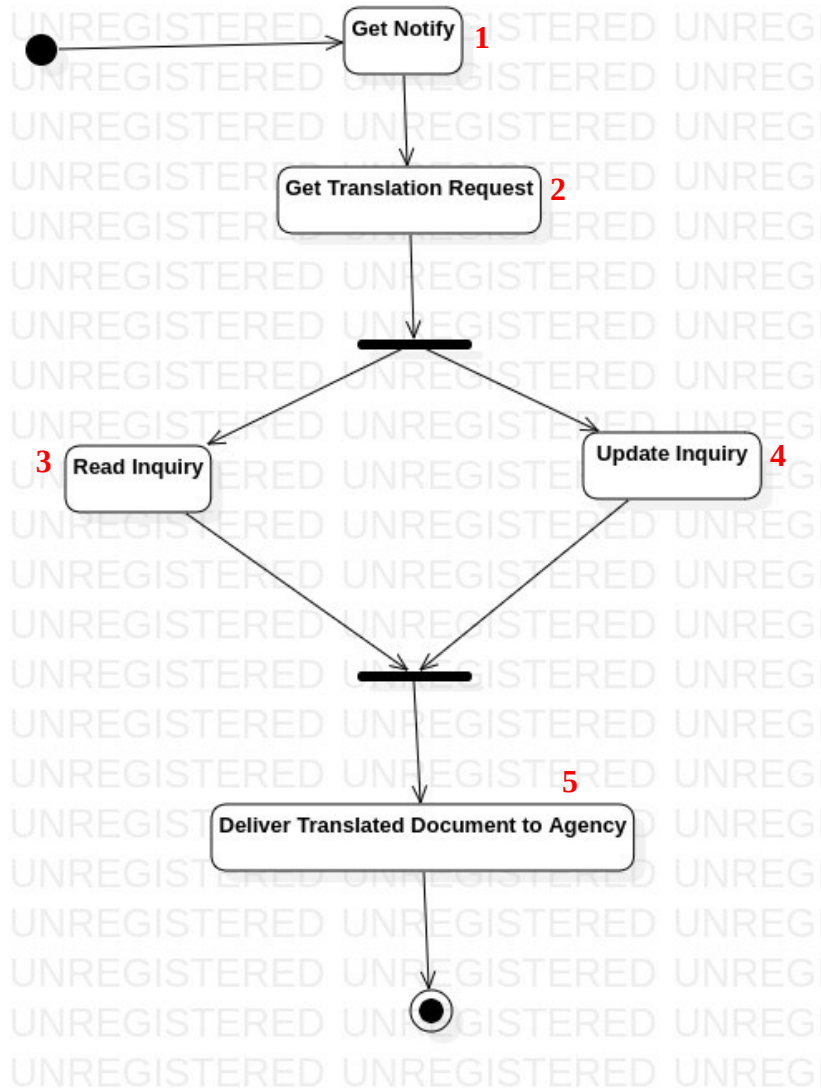 Get Notify 1
Get Translation Request 2
3 Read Inquiry
Update Inquiry 4
5
Deliver Translated Document to Agency
UNREGISTERED